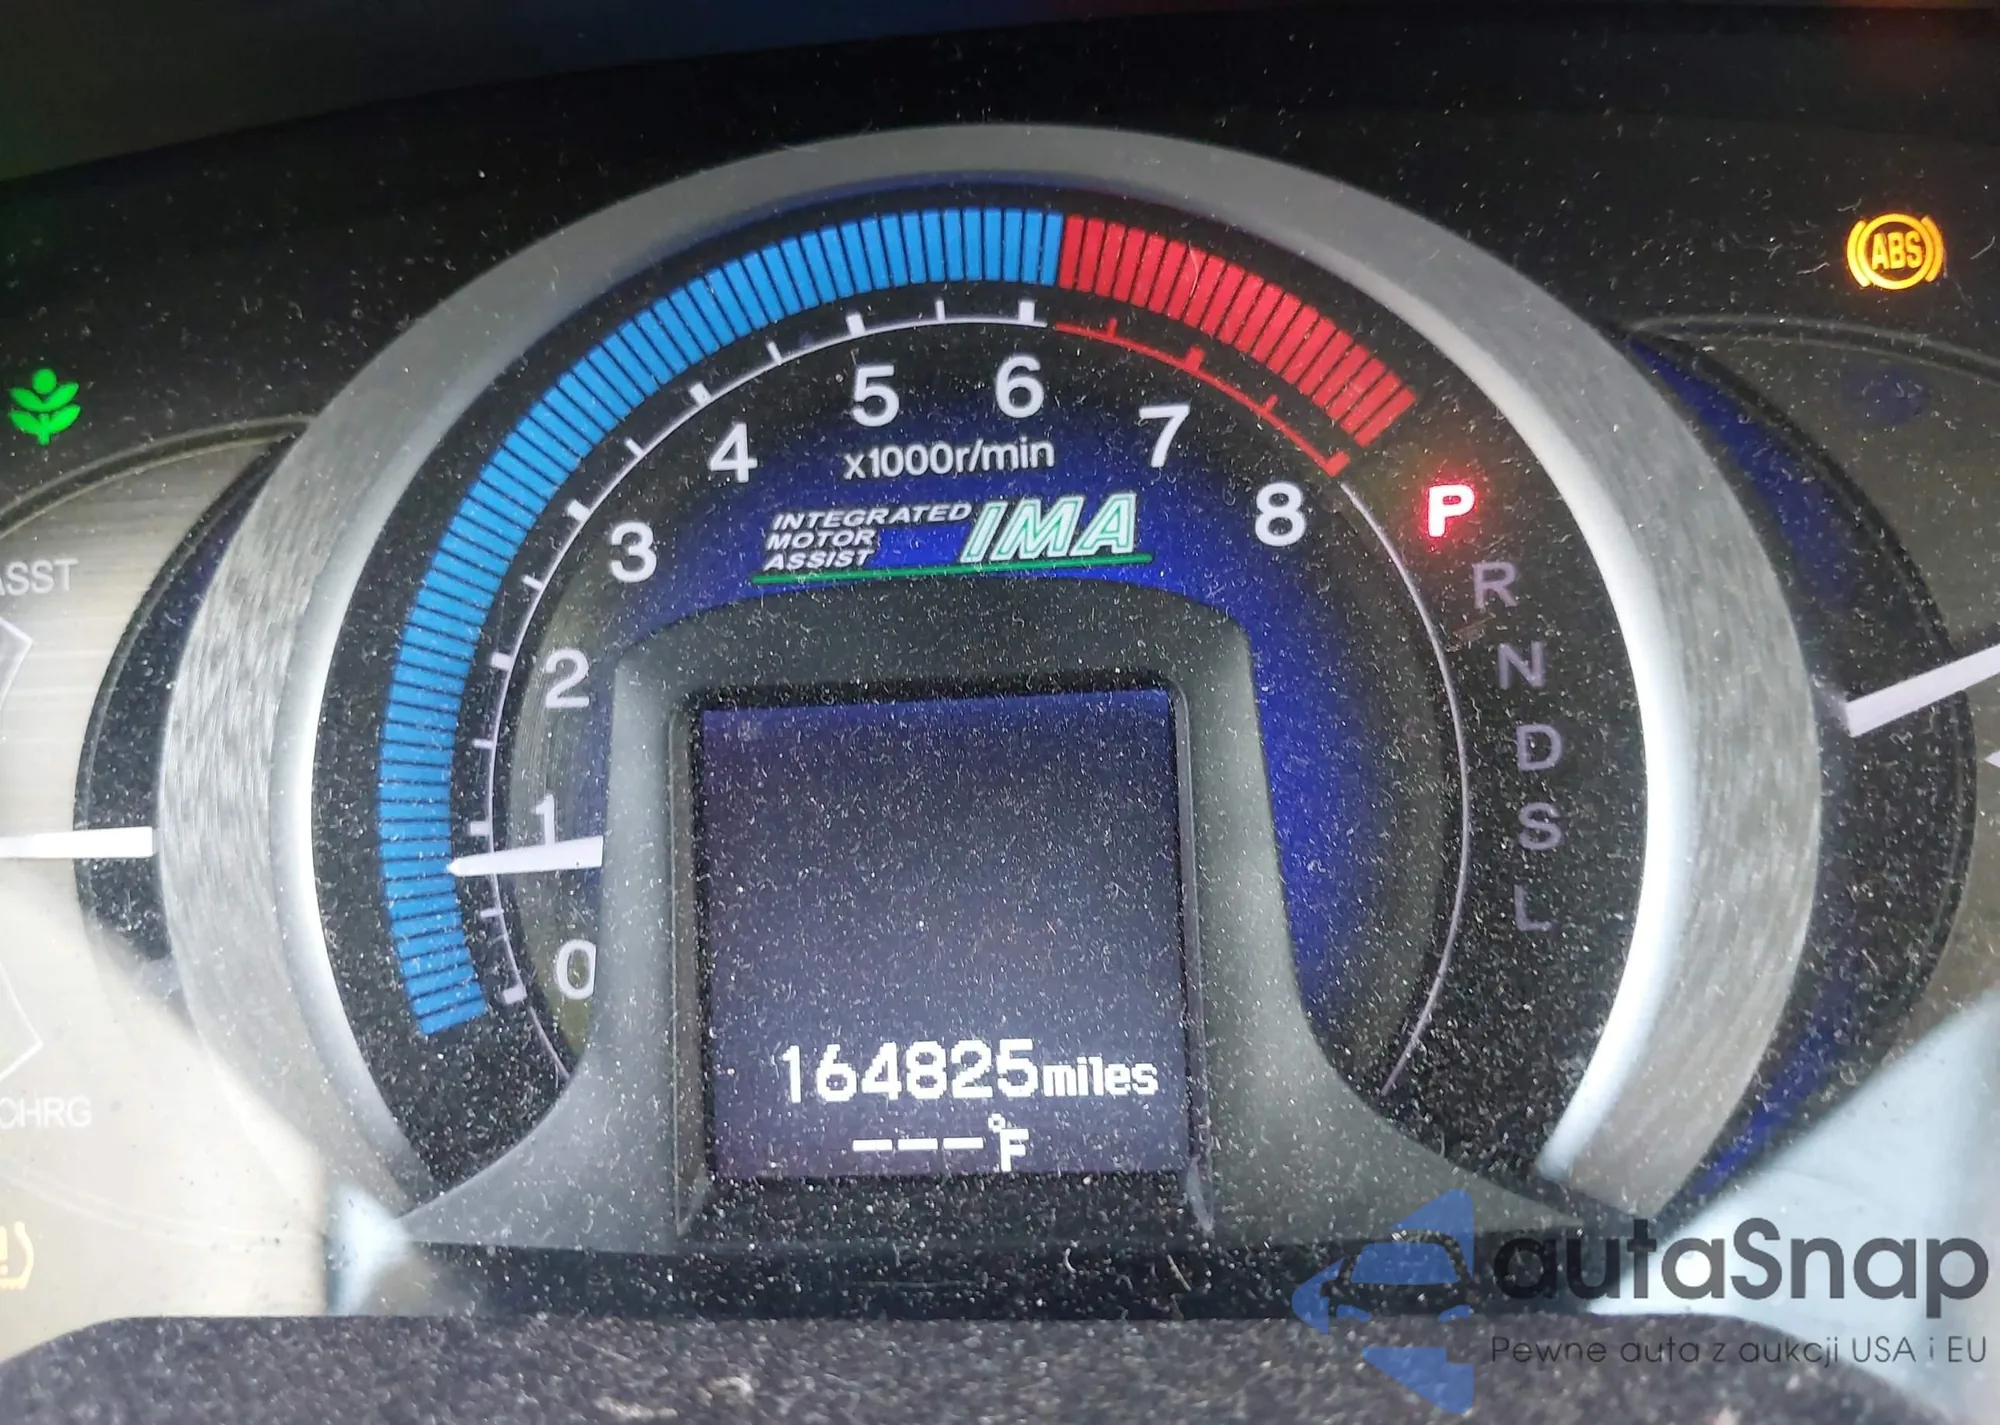 ABS
5 6
4 7
x1000r/min
3 8
INTEGRATED
MOTOR
ASSIST
IMA
P
R
N
D
S
L
ASST
2
1
0
164825miles
---°F
CHRG
autaSnap
Pewne auta z aukcji USA i EU